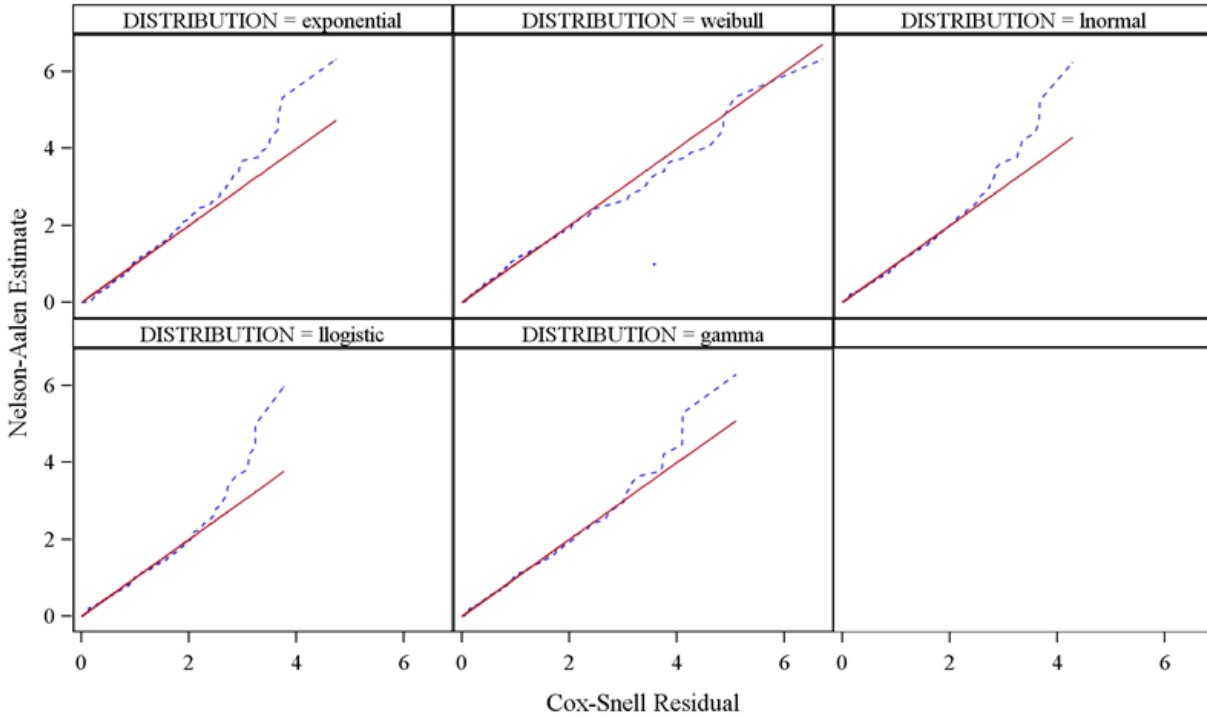 DISTRIBUTION = exponential
DISTRIBUTION = weibull
DISTRIBUTION = lnormal
6
4
2
0
DISTRIBUTION = llogistic
DISTRIBUTION = gamma
6
4
2
0
Nelson-Aalen Estimate
0 2 4 6
0 2 4 6
0 2 4 6
Cox-Snell Residual